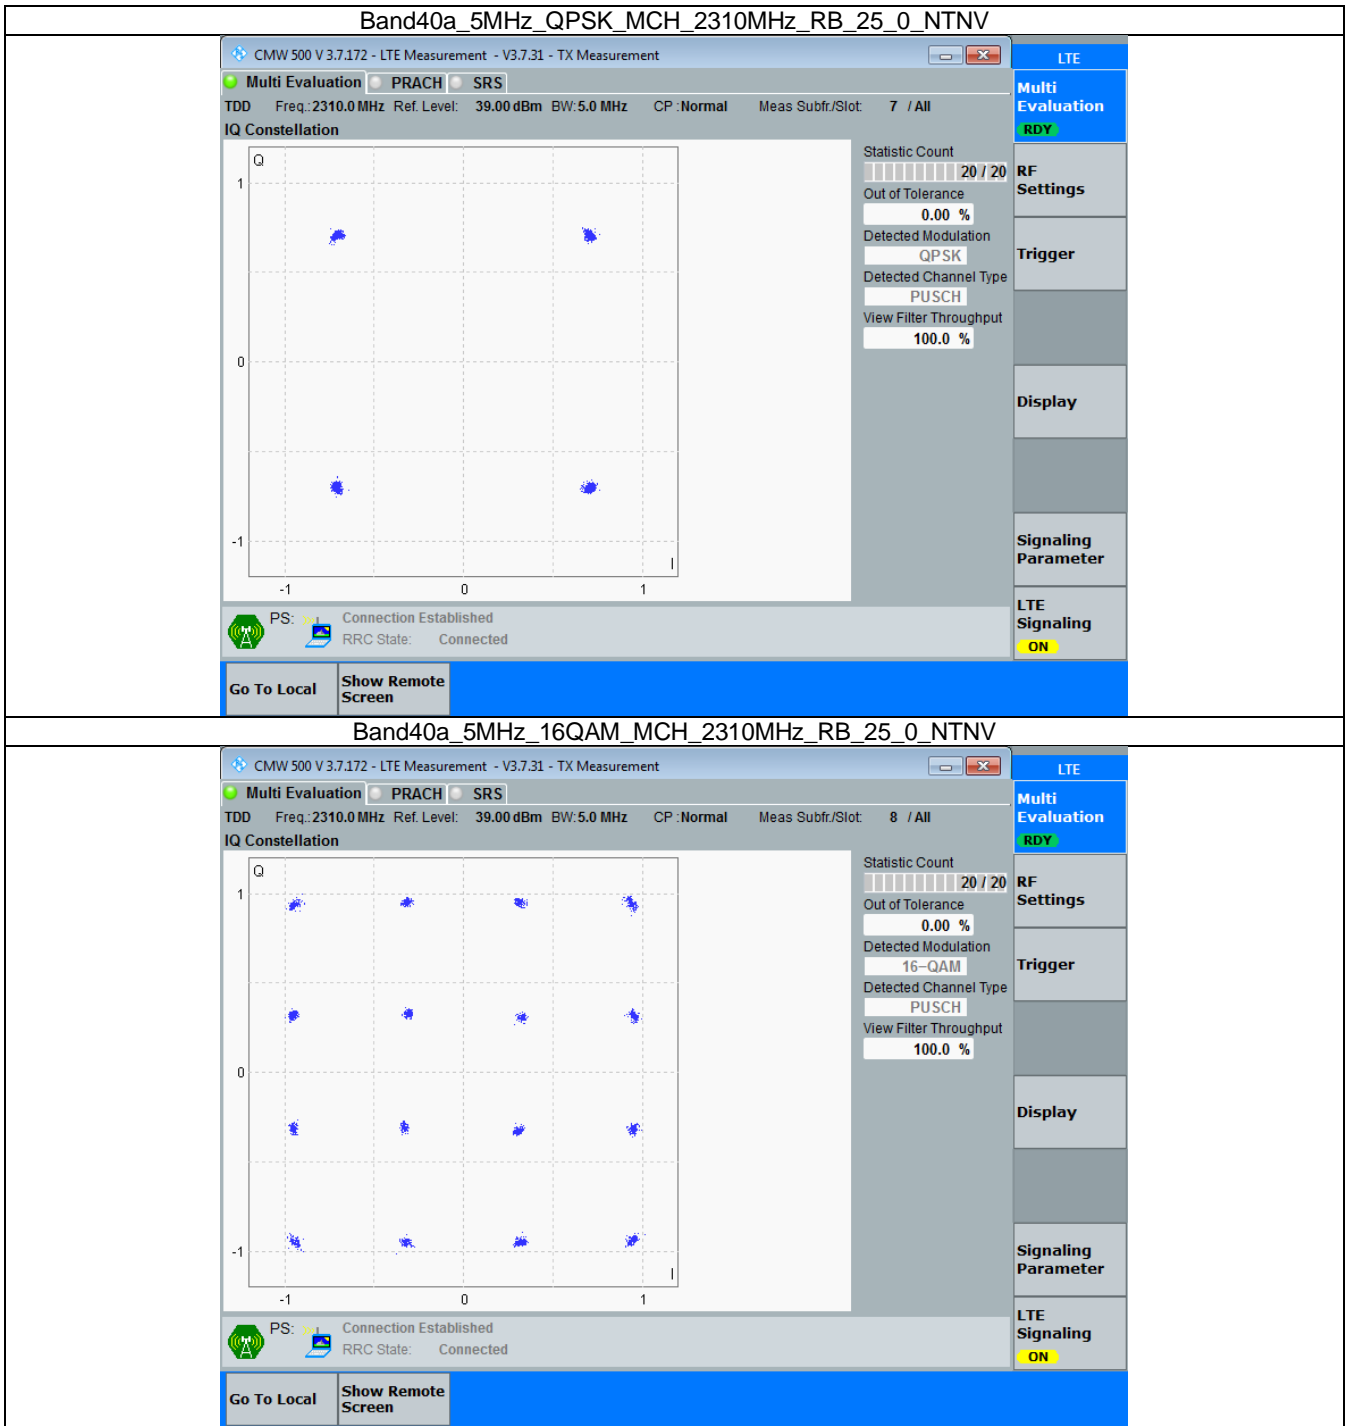 Band40a_5MHz_QPSK_MCH_2310MHz_RB_25_0_NTNV
CMW 500 V 3.7.172 - LTE Measurement - V3.7.31 - TX Measurement
LTE
Multi Evaluation PRACH SRS
TDD Freq.: 2310.0 MHz Ref. Level: 39.00 dBm BW: 5.0 MHz CP : Normal Meas Subfr./Slot: 7 / All
IQ Constellation
Q
1
0
-1
I
-1 0 1
Statistic Count
20 / 20
Out of Tolerance
0.00 %
Detected Modulation
QPSK
Detected Channel Type
PUSCH
View Filter Throughput
100.0 %
Multi
Evaluation
RDY
RF
Settings
Trigger
Display
Signaling
Parameter
LTE
Signaling
ON
PS: Connection Established
RRC State: Connected
Go To Local
Show Remote
Screen
Band40a_5MHz_16QAM_MCH_2310MHz_RB_25_0_NTNV
CMW 500 V 3.7.172 - LTE Measurement - V3.7.31 - TX Measurement
LTE
Multi Evaluation PRACH SRS
TDD Freq.: 2310.0 MHz Ref. Level: 39.00 dBm BW: 5.0 MHz CP : Normal Meas Subfr./Slot: 8 / All
IQ Constellation
Q
1
0
-1
I
-1 0 1
Statistic Count
20 / 20
Out of Tolerance
0.00 %
Detected Modulation
16-QAM
Detected Channel Type
PUSCH
View Filter Throughput
100.0 %
Multi
Evaluation
RDY
RF
Settings
Trigger
Display
Signaling
Parameter
LTE
Signaling
ON
PS: Connection Established
RRC State: Connected
Go To Local
Show Remote
Screen